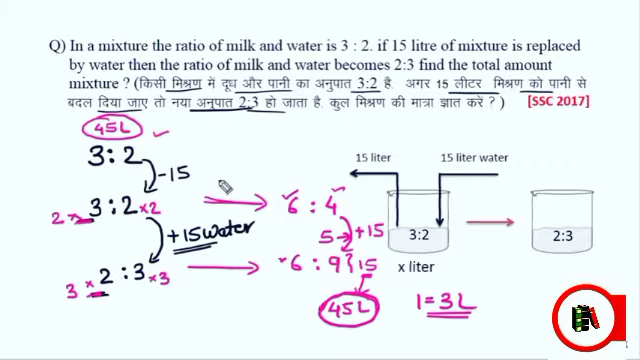 Q) In a mixture the ratio of milk and water is 3 : 2. if 15 litre of mixture is replaced
by water then the ratio of milk and water becomes 2:3 find the total amount
mixture ? (किसी मिश्रण में दूध और पानी का अनुपात 3:2 है. अगर 15 लीटर मिश्रण को पानी से
बदल दिया जाए तो नया अनुपात 2:3 हो जाता है. कुल मिश्रण की मात्रा ज्ञात करें ?) [SSC 2017]
45L
3:2
-15
15 liter
15 liter water
2× 3:2 ×2
6 : 4
3:2
2:3
+15 water
5→ +15
3× 2:3 ×3
6 : 9 } 15
x liter
45L
1=3L